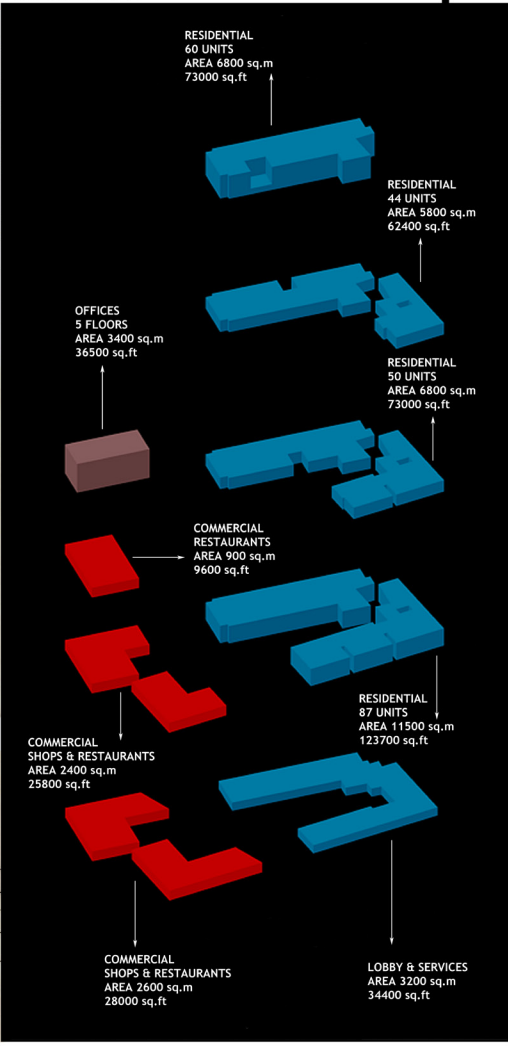 RESIDENTIAL
60 UNITS
AREA 6800 sq.m
73000 sq.ft
RESIDENTIAL
44 UNITS
AREA 5800 sq.m
62400 sq.ft
OFFICES
5 FLOORS
AREA 3400 sq.m
36500 sq.ft
RESIDENTIAL
50 UNITS
AREA 6800 sq.m
73000 sq.ft
COMMERCIAL
RESTAURANTS
AREA 900 sq.m
9600 sq.ft
RESIDENTIAL
87 UNITS
AREA 11500 sq.m
123700 sq.ft
COMMERCIAL
SHOPS & RESTAURANTS
AREA 2400 sq.m
25800 sq.ft
COMMERCIAL
SHOPS & RESTAURANTS
AREA 2600 sq.m
28000 sq.ft
LOBBY & SERVICES
AREA 3200 sq.m
34400 sq.ft